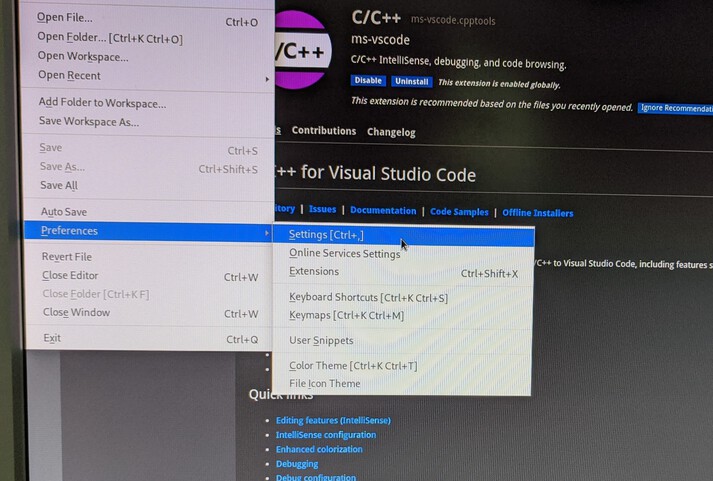 Open File... Ctrl+O
Open Folder... [Ctrl+K Ctrl+O]
Open Workspace...
Open Recent
Add Folder to Workspace...
Save Workspace As...
Save Ctrl+S
Save As... Ctrl+Shift+S
Save All
Auto Save
Preferences
Revert File
Close Editor Ctrl+W
Close Folder [Ctrl+K F]
Close Window Ctrl+W
Exit Ctrl+Q
Settings [Ctrl+,]
Online Services Settings
Extensions Ctrl+Shift+X
Keyboard Shortcuts [Ctrl+K Ctrl+S]
Keymaps [Ctrl+K Ctrl+M]
User Snippets
Color Theme [Ctrl+K Ctrl+T]
File Icon Theme
/C++
C/C++ ms-vscode.cpptools
ms-vscode
C/C++ IntelliSense, debugging, and code browsing.
Disable Uninstall This extension is enabled globally.
This extension is recommended based on the files you recently opened. Ignore Recommendati
Contributions Changelog
++ for Visual Studio Code
itory | Issues | Documentation | Code Samples | Offline Installers
/C++ to Visual Studio Code, including features s
Quick links
Editing features (IntelliSense)
IntelliSense configuration
Enhanced colorization
Debugging
Debug configuration